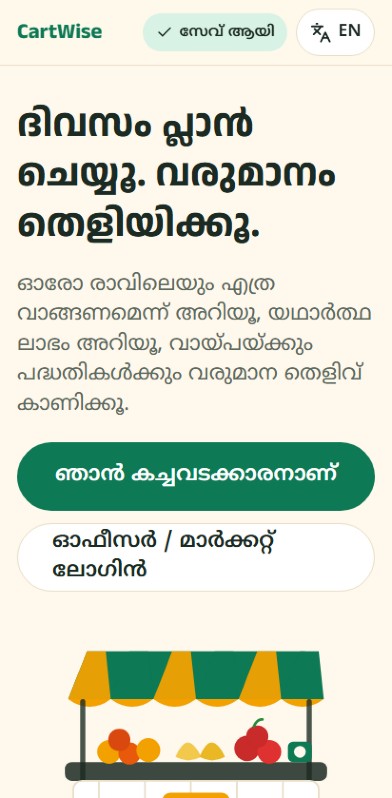 CartWise
സേവ് ആയി
EN
ദിവസം പ്ലാൻ
ചെയ്യൂ. വരുമാനം
തെളിയിക്കൂ.
ഓരോ രാവിലെയും എത്ര
വാങ്ങണമെന്ന് അറിയൂ, യഥാർത്ഥ
ലാഭം അറിയൂ, വായ്പയ്ക്കും
പദ്ധതികൾക്കും വരുമാന തെളിവ്
കാണിക്കൂ.
ഞാൻ കച്ചവടക്കാരനാണ്
ഓഫീസർ / മാർക്കറ്റ്
ലോഗിൻ